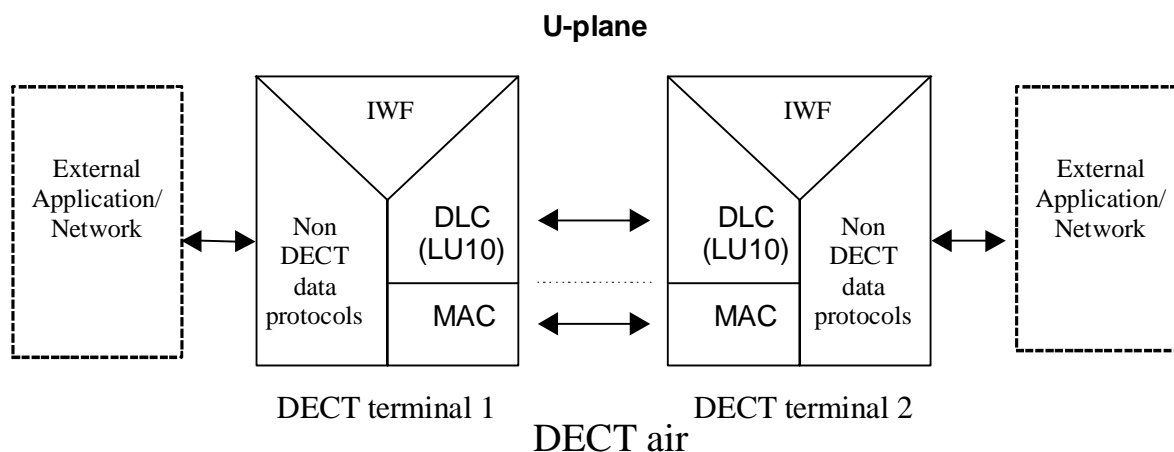 U-plane
External
Application/
Network
IWF
Non
DECT
data
protocols
DLC
(LU10)
MAC
DECT terminal 1
IWF
DLC
(LU10)
MAC
Non
DECT
data
protocols
DECT terminal 2
External
Application/
Network
DECT air